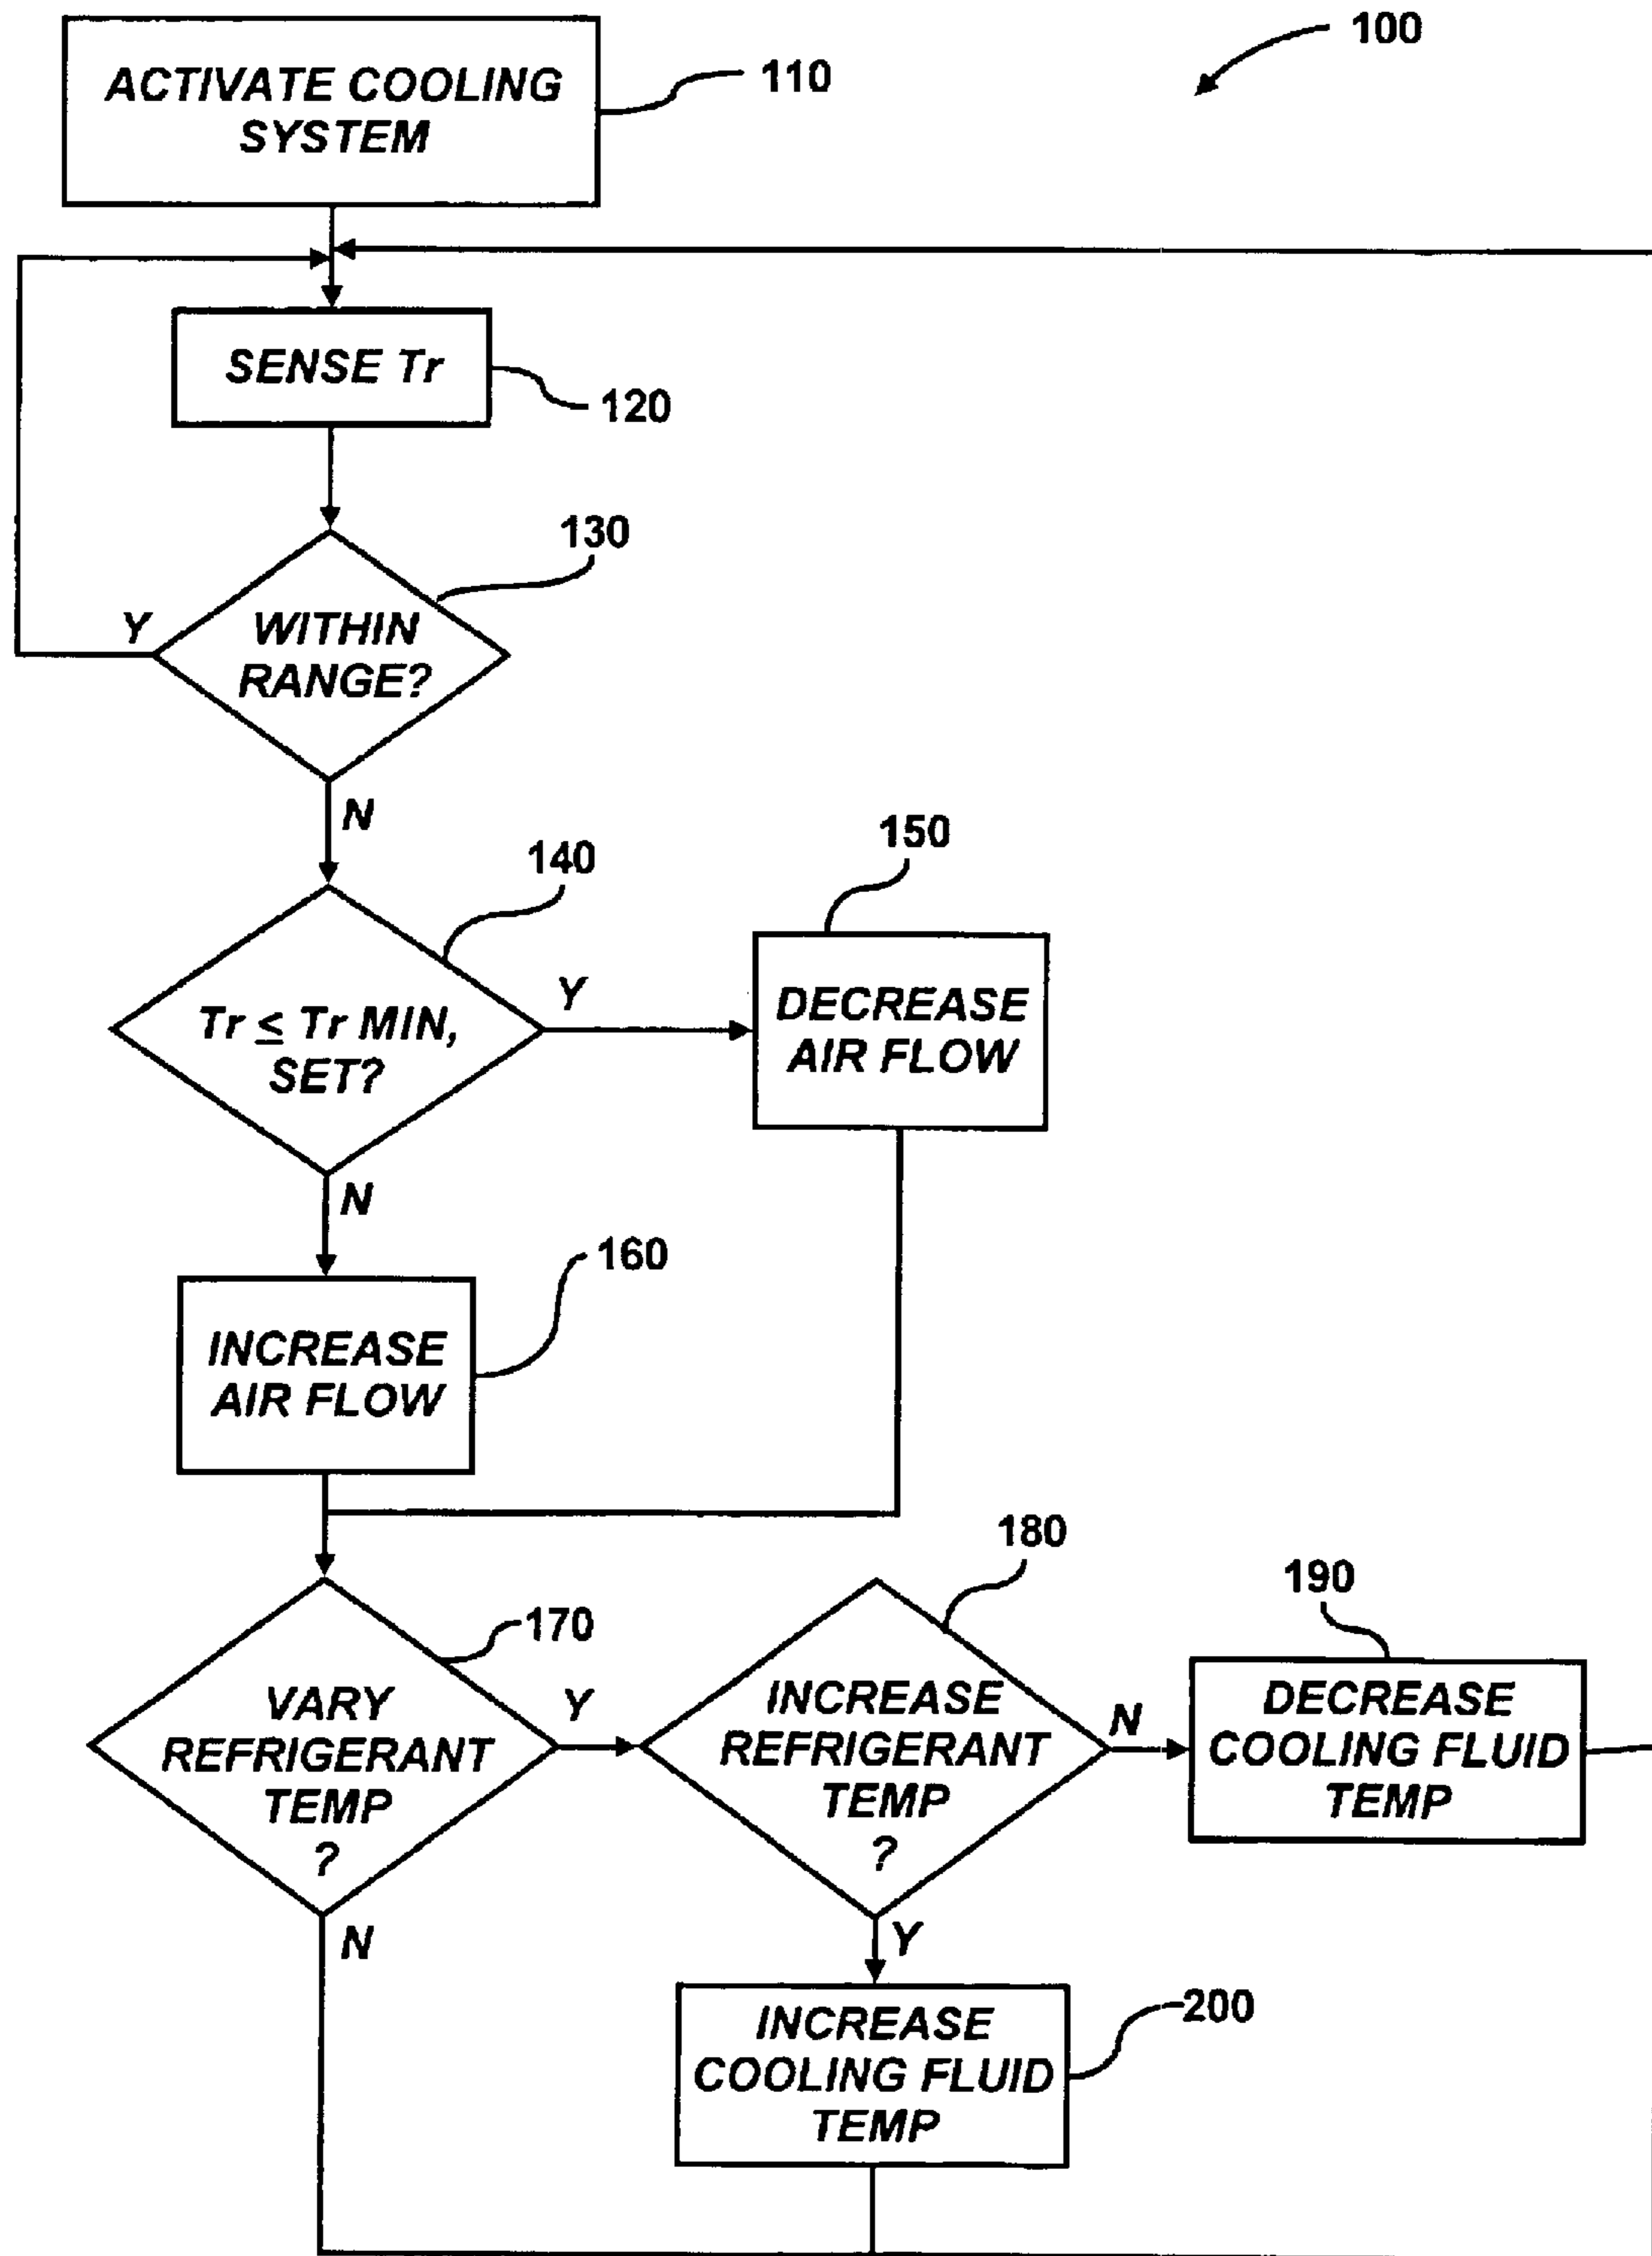 100
ACTIVATE COOLING
SYSTEM
110
SENSE Tr
120
130
Y
WITHIN
RANGE?
N
140
150
Tr ≤ Tr MIN,
SET?
Y
DECREASE
AIR FLOW
N
160
INCREASE
AIR FLOW
170
VARY
REFRIGERANT
TEMP
?
Y
180
INCREASE
REFRIGERANT
TEMP
?
N
190
DECREASE
COOLING FLUID
TEMP
N
Y
200
INCREASE
COOLING FLUID
TEMP